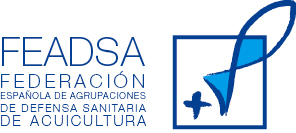 FEADSA
FEDERACIÓN
ESPAÑOLA DE AGRUPACIONES
DE DEFENSA SANITARIA
DE ACUICULTURA